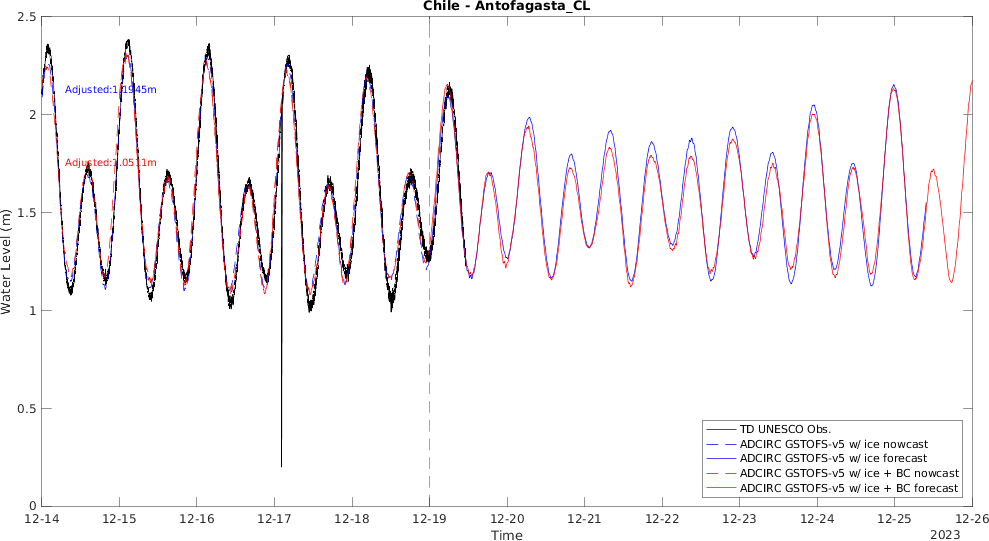 Chile - Antofagasta_CL
2.5
2
1.5
1
0.5
0
Water Level (m)
Adjusted:1.1945m
Adjusted:1.0511m
TD UNESCO Obs.
ADCIRC GSTOFS-v5 w/ ice nowcast
ADCIRC GSTOFS-v5 w/ ice forecast
ADCIRC GSTOFS-v5 w/ ice + BC nowcast
ADCIRC GSTOFS-v5 w/ ice + BC forecast
12-14 12-15 12-16 12-17 12-18 12-19 12-20 12-21 12-22 12-23 12-24 12-25 12-26
Time
2023